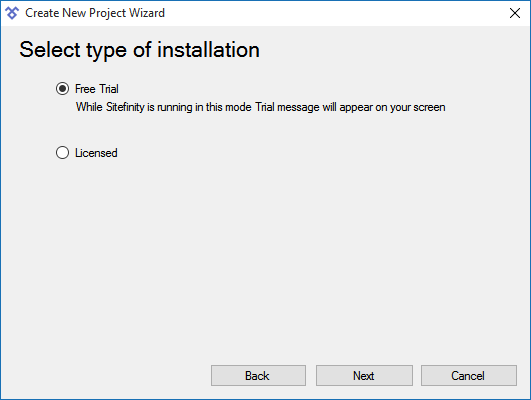 Create New Project Wizard
Select type of installation
Free Trial
While Sitefinity is running in this mode Trial message will appear on your screen
Licensed
Back Next Cancel